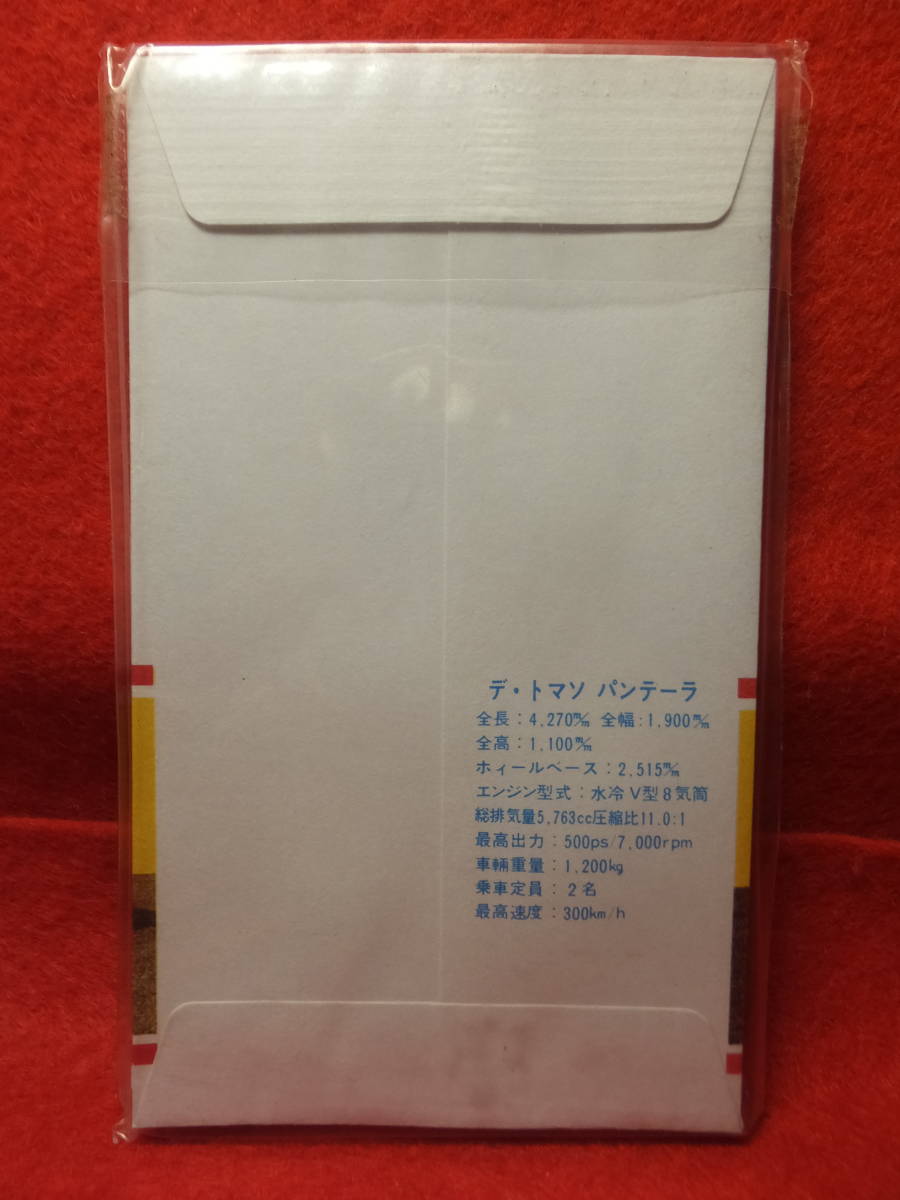 デ・トマソ パンテーラ
全長:4,270㎜ 全幅:1,900㎜
全高:1,100㎜
ホィールベース:2,515㎜
エンジン型式:水冷V型8気筒
総排気量5,763cc圧縮比11.0:1
最高出力:500ps/7,000rpm
車輛重量:1,200kg
乗車定員:2名
最高速度:300km/h